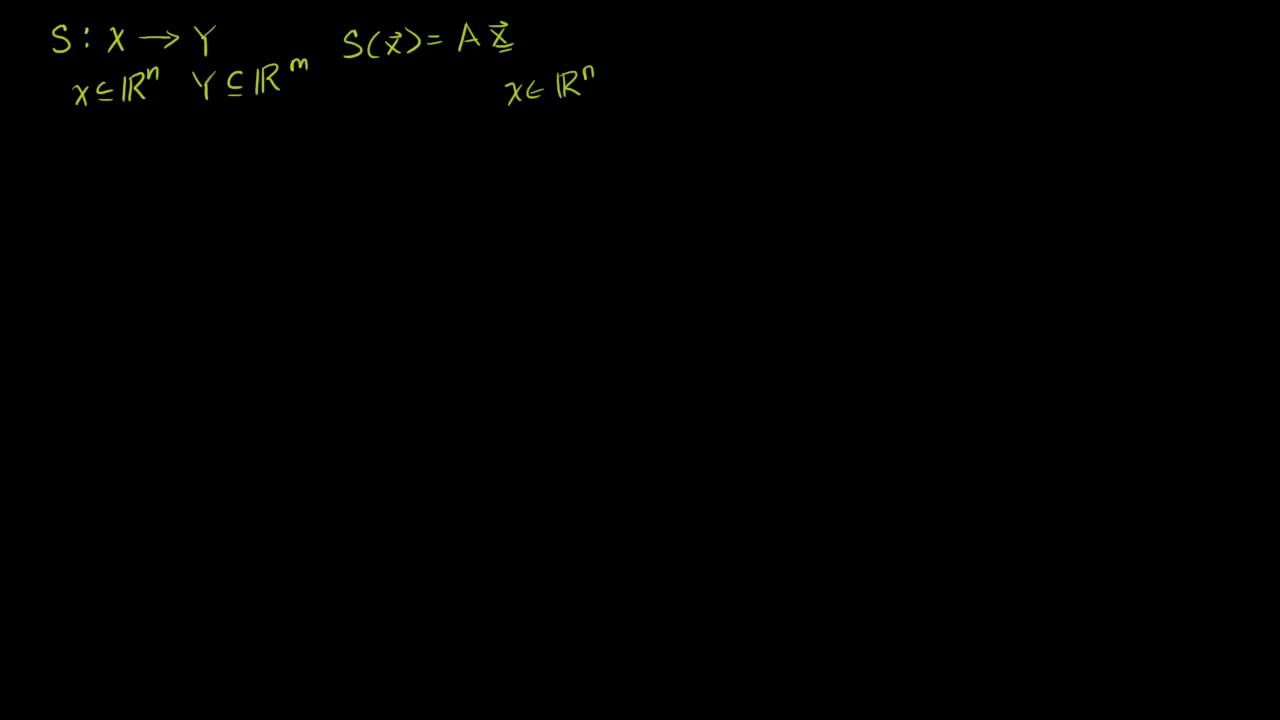 S : X → Y   S(x⃗) = A x⃗
x ⊆ ℝⁿ   Y ⊆ ℝᵐ   x ∈ ℝⁿ